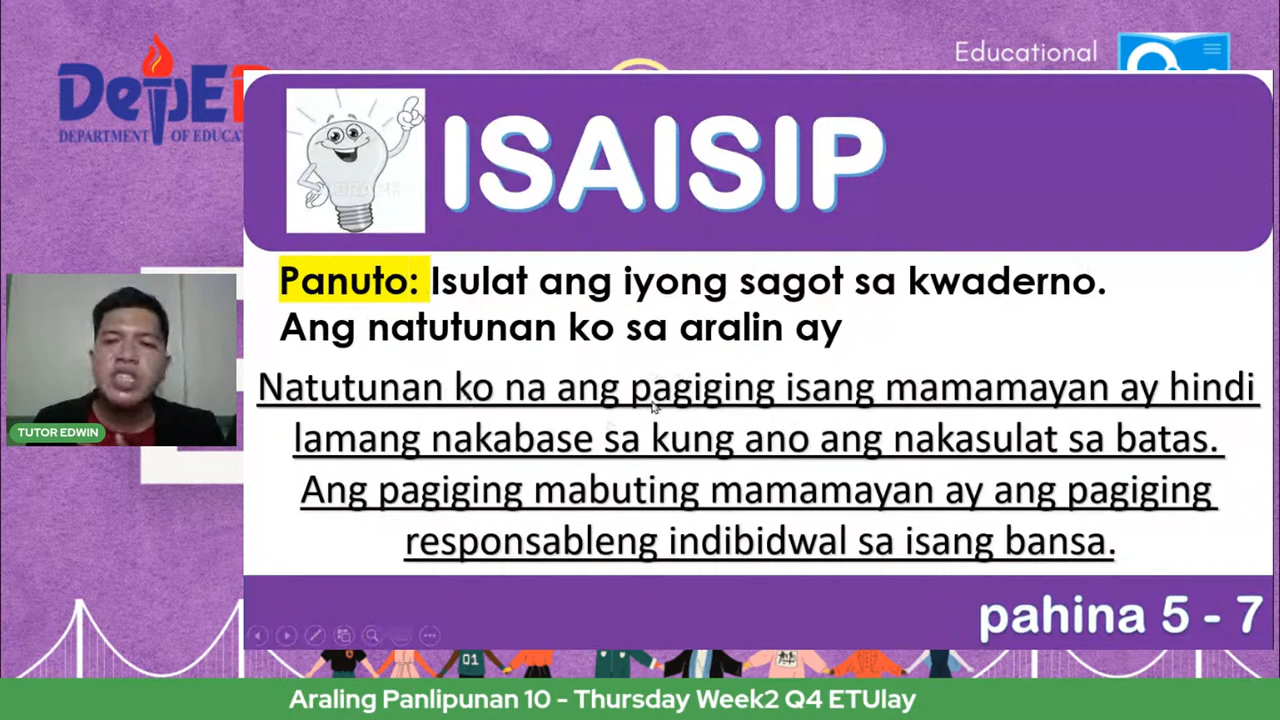 Educational
DepE
DEPARTMENT OF EDUCA
ISAISIP
Panuto: Isulat ang iyong sagot sa kwaderno.
Ang natutunan ko sa aralin ay
Natutunan ko na ang pagiging isang mamamayan ay hindi
lamang nakabase sa kung ano ang nakasulat sa batas.
Ang pagiging mabuting mamamayan ay ang pagiging
responsableng indibidwal sa isang bansa.
TUTOR EDWIN
pahina 5 - 7
01
Araling Panlipunan 10 - Thursday Week2 Q4 ETUlay